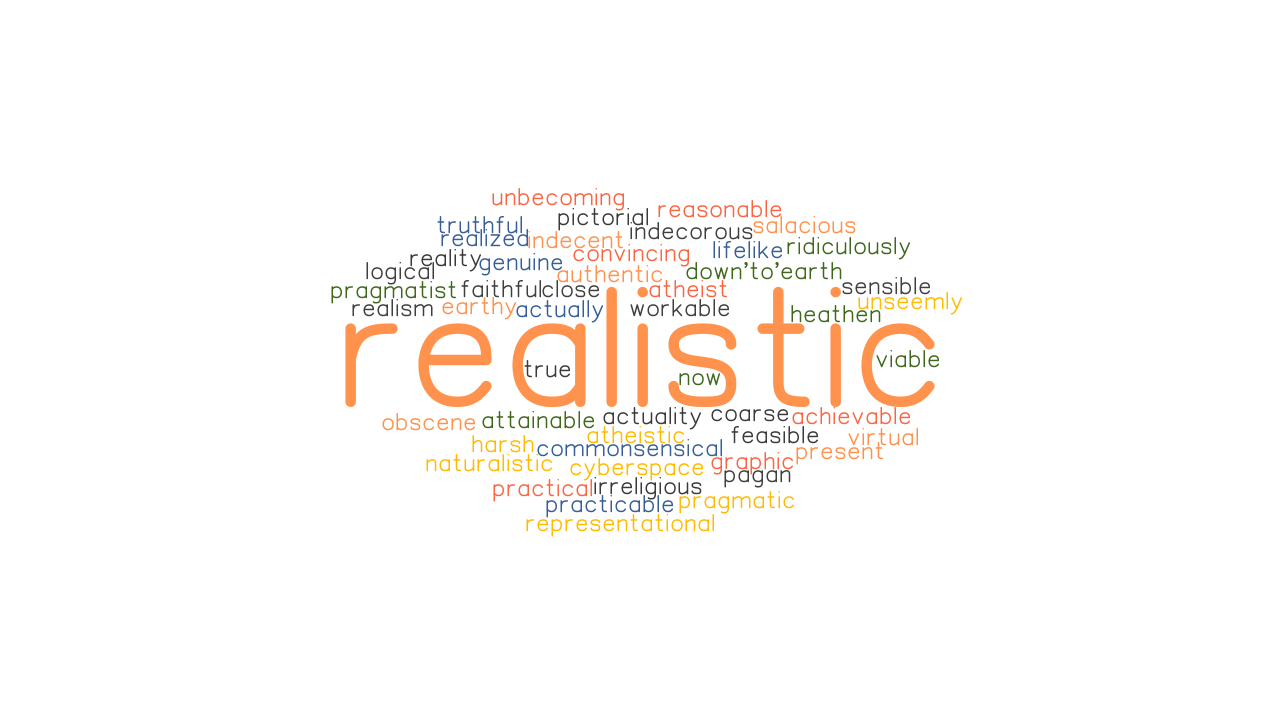 unbecoming
reasonable
pictorial
truthful
salacious
indecorous
realized
indecent
ridiculously
lifelike
convincing
reality
genuine
logical
authentic
down'to'earth
sensible
pragmatist
faithful
close
atheist
unseemly
realism
earthy
actually
workable
heathen
realistic
viable
true
now
obscene
attainable
actuality
coarse
achievable
atheistic
feasible
virtual
harsh
commonsensical
present
naturalistic
cyberspace
graphic
pagan
practical
irreligious
practicable
pragmatic
representational